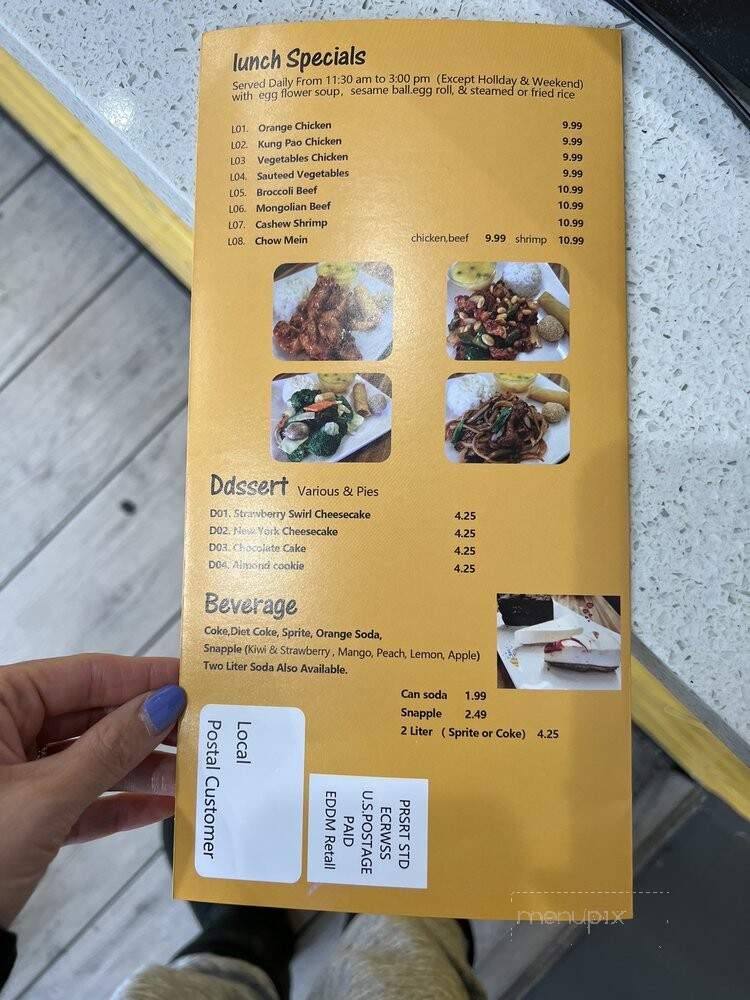 lunch Specials
Served Daily From 11:30 am to 3:00 pm (Except Hollday & Weekend)
with egg flower soup, sesame ball.egg roll, & steamed or fried rice
L01. Orange Chicken 9.99
L02. Kung Pao Chicken 9.99
L03 Vegetables Chicken 9.99
L04. Sauteed Vegetables 9.99
L05. Broccoli Beef 10.99
L06. Mongolian Beef 10.99
L07. Cashew Shrimp 10.99
L08. Chow Mein chicken,beef 9.99 shrimp 10.99
Ddssert Various & Pies
D01. Strawberry Swirl Cheesecake 4.25
D02. New York Cheesecake 4.25
D03. Chocolate Cake 4.25
D04. Almond cookie 4.25
Beverage
Coke,Diet Coke, Sprite, Orange Soda,
Snapple (Kiwi & Strawberry , Mango, Peach, Lemon, Apple)
Two Liter Soda Also Available.
Can soda 1.99
Snapple 2.49
2 Liter ( Sprite or Coke) 4.25
Local
Postal Customer
PRSRT STD
ECRWSS
U.S.POSTAGE
PAID
EDDM Retall
menupix